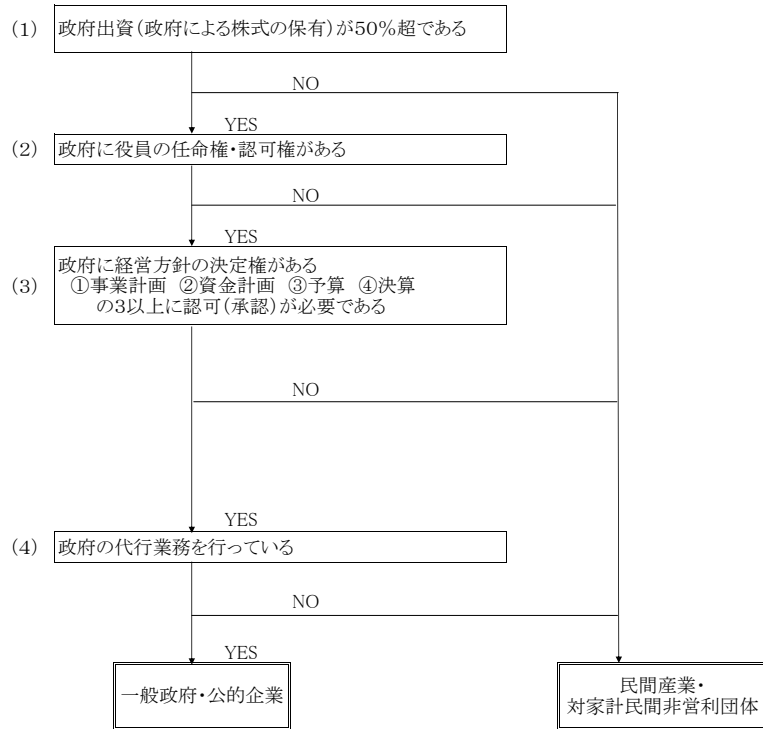 (1) 政府出資(政府による株式の保有)が50％超である
NO
YES
(2) 政府に役員の任命権・認可権がある
NO
YES
(3) 政府に経営方針の決定権がある
①事業計画 ②資金計画 ③予算 ④決算
の3以上に認可(承認)が必要である
NO
YES
(4) 政府の代行業務を行っている
NO
YES
一般政府・公的企業
民間産業・
対家計民間非営利団体